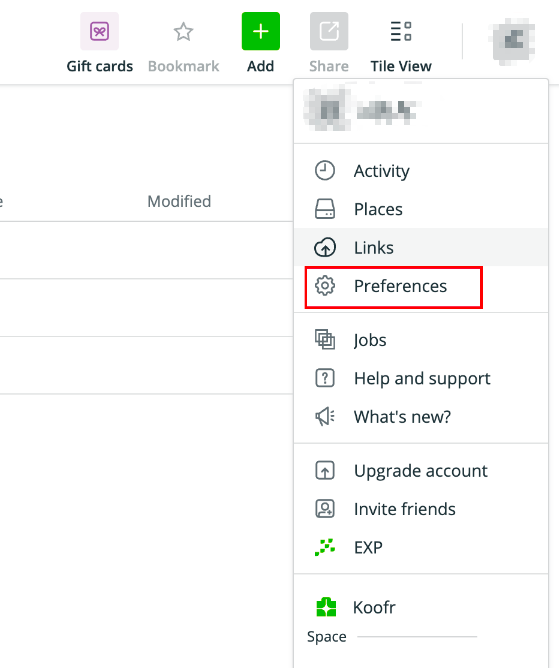 Gift cards Bookmark Add Share Tile View
Modified
Activity
Places
Links
Preferences
Jobs
Help and support
What's new?
Upgrade account
Invite friends
EXP
Koofr
Space